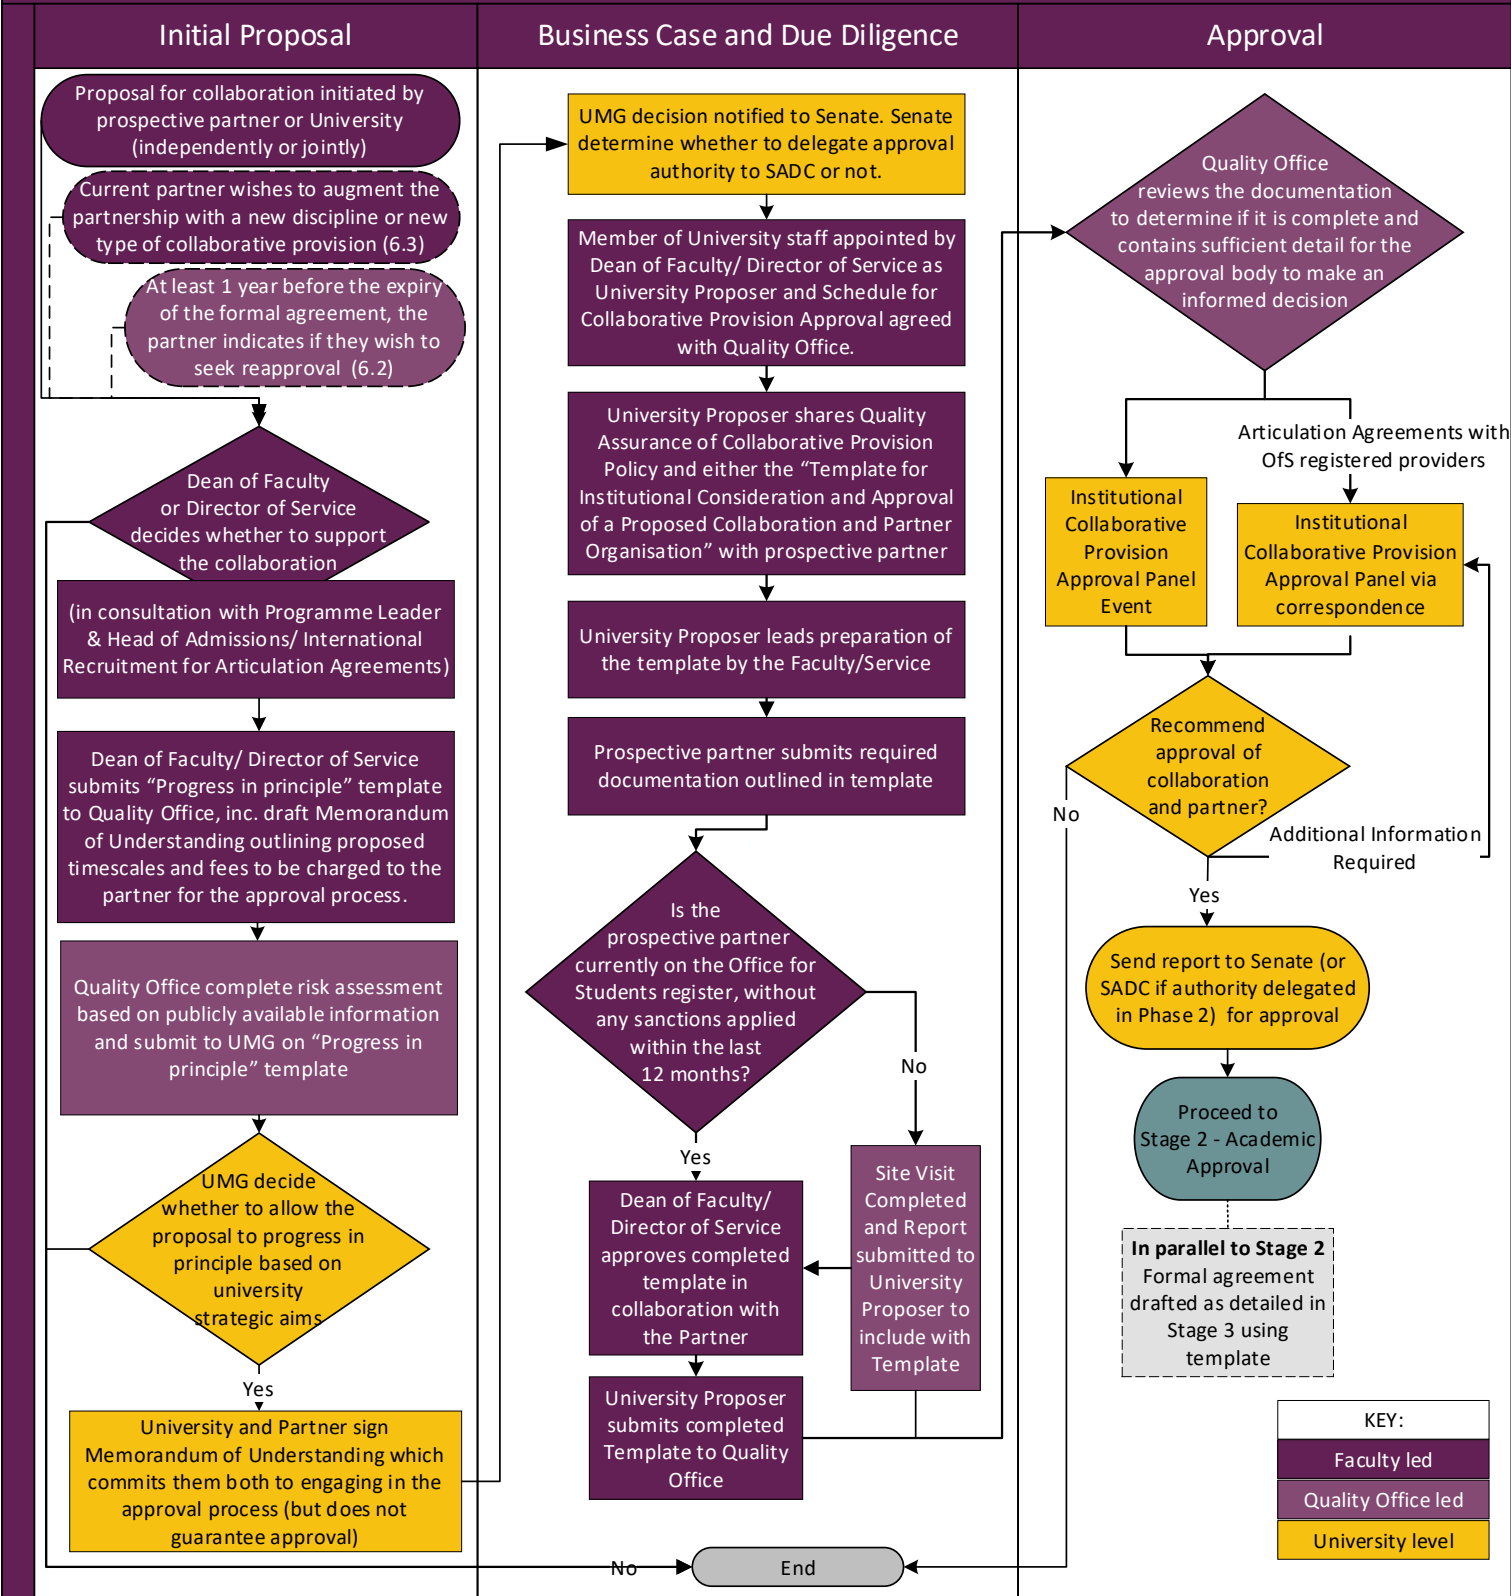 Initial Proposal
Proposal for collaboration initiated by
prospective partner or University
(independently or jointly)
Current partner wishes to augment the
partnership with a new discipline or new
type of collaborative provision (6.3)
At least 1 year before the expiry
of the formal agreement, the
partner indicates if they wish to
seek reapproval (6.2)
Dean of Faculty
or Director of Service
decides whether to support
the collaboration
(in consultation with Programme Leader
& Head of Admissions/ International
Recruitment for Articulation Agreements)
Dean of Faculty/ Director of Service
submits “Progress in principle” template
to Quality Office, inc. draft Memorandum
of Understanding outlining proposed
timescales and fees to be charged to the
partner for the approval process.
Quality Office complete risk assessment
based on publicly available information
and submit to UMG on “Progress in
principle” template
UMG decide
whether to allow the
proposal to progress in
principle based on
university
strategic aims
Yes
University and Partner sign
Memorandum of Understanding which
commits them both to engaging in the
approval process (but does not
guarantee approval)
No
Business Case and Due Diligence
UMG decision notified to Senate. Senate
determine whether to delegate approval
authority to SADC or not.
Member of University staff appointed by
Dean of Faculty/ Director of Service as
University Proposer and Schedule for
Collaborative Provision Approval agreed
with Quality Office.
University Proposer shares Quality
Assurance of Collaborative Provision
Policy and either the “Template for
Institutional Consideration and Approval
of a Proposed Collaboration and Partner
Organisation” with prospective partner
University Proposer leads preparation of
the template by the Faculty/Service
Prospective partner submits required
documentation outlined in template
Is the
prospective partner
currently on the Office for
Students register, without
any sanctions applied
within the last
12 months?
No
Yes
Site Visit
Completed
and Report
submitted to
University
Proposer to
include with
Template
Dean of Faculty/
Director of Service
approves completed
template in
collaboration with
the Partner
University Proposer
submits completed
Template to Quality
Office
End
Approval
Quality Office
reviews the documentation
to determine if it is complete and
contains sufficient detail for the
approval body to make an
informed decision
Articulation Agreements with
OfS registered providers
Institutional
Collaborative
Provision
Approval Panel
Event
Institutional
Collaborative Provision
Approval Panel via
correspondence
Recommend
approval of
collaboration
and partner?
No
Additional Information
Required
Yes
Send report to Senate (or
SADC if authority delegated
in Phase 2) for approval
Proceed to
Stage 2 - Academic
Approval
In parallel to Stage 2
Formal agreement
drafted as detailed in
Stage 3 using
template
KEY:
Faculty led
Quality Office led
University level